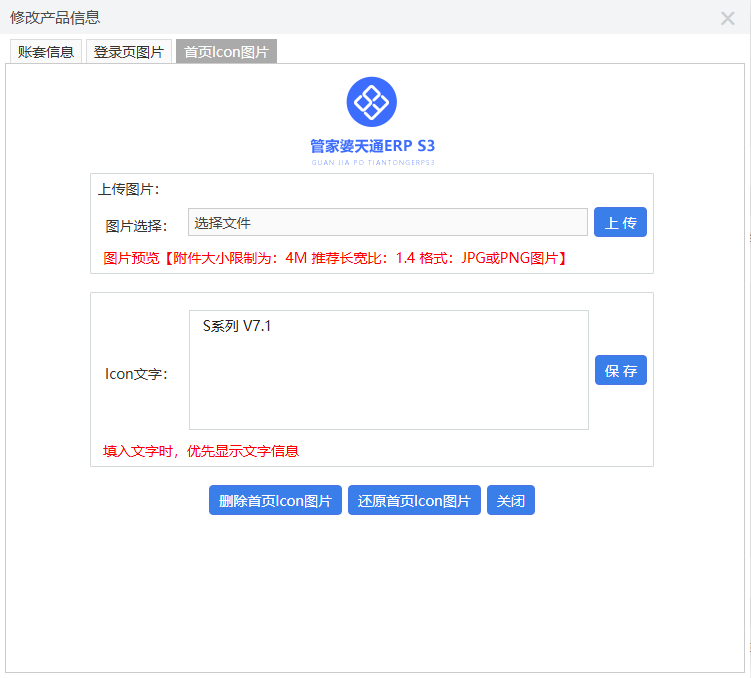 修改产品信息
账套信息 登录页图片 首页Icon图片
管家婆天通ERP S3
GUAN JIA PO TIANTONGERPS3
上传图片：
图片选择： 选择文件 上 传
图片预览【附件大小限制为：4M 推荐长宽比：1.4 格式：JPG或PNG图片】
S系列 V7.1
Icon文字： 保 存
填入文字时，优先显示文字信息
删除首页Icon图片 还原首页Icon图片 关闭